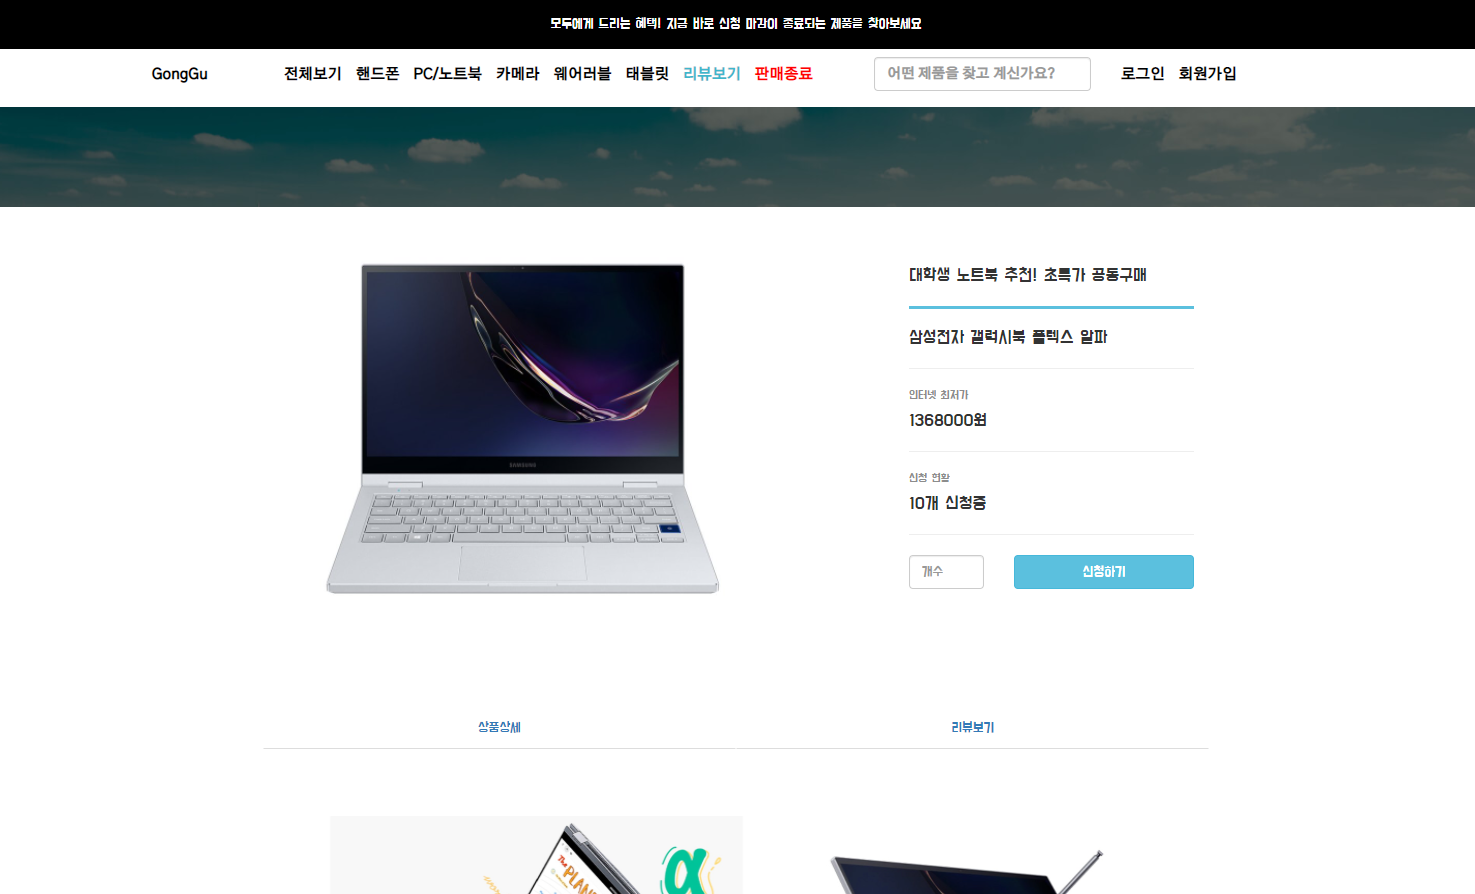 모두에게 드리는 혜택! 지금 바로 신청 마감이 종료되는 제품을 찾아보세요
GongGu 전체보기 핸드폰 PC/노트북 카메라 웨어러블 태블릿 리뷰보기 판매종료 어떤 제품을 찾고 계신가요? 로그인 회원가입
대학생 노트북 추천! 초특가 공동구매
삼성전자 갤럭시북 플렉스 알파
인터넷 최저가
1368000원
신청 현황
10개 신청중
개수 신청하기
SAMSUNG
상품상세 리뷰보기
The PLAN
α